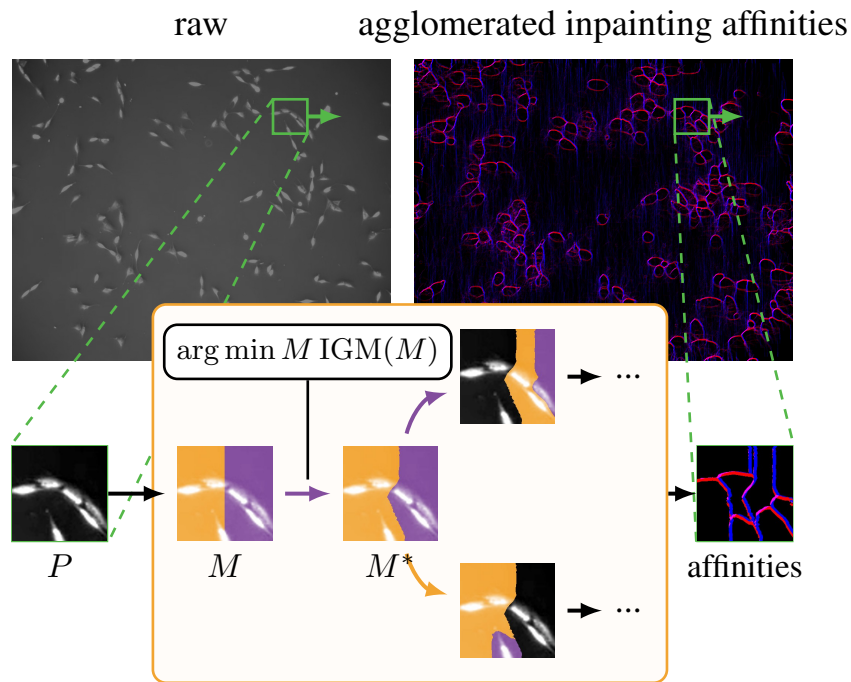 raw
agglomerated inpainting affinities
arg min M IGM(M)
...
P
M
M*
affinities
...